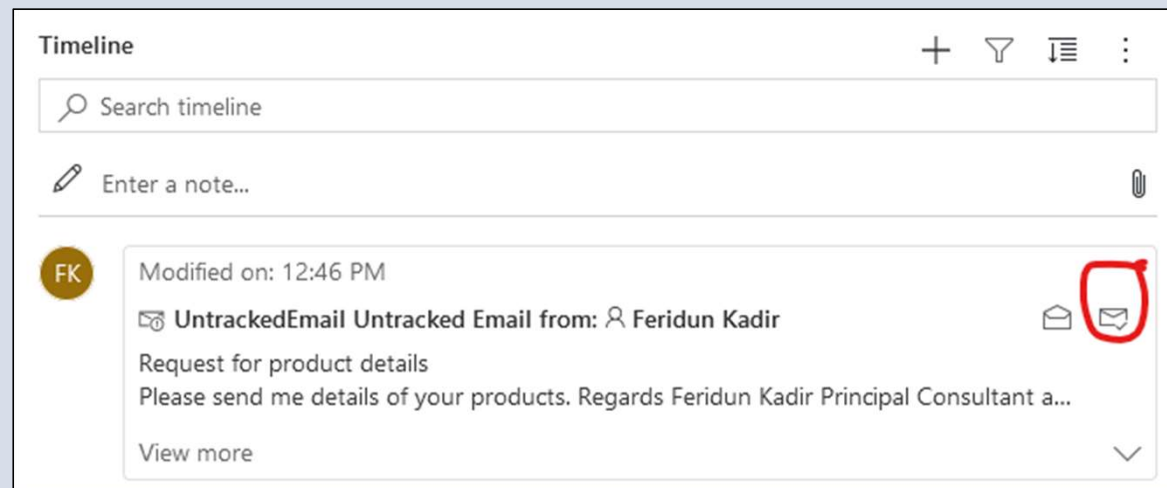 Timeline
Search timeline
Enter a note...
FK
Modified on: 12:46 PM
UntrackedEmail Untracked Email from: Feridun Kadir
Request for product details
Please send me details of your products. Regards Feridun Kadir Principal Consultant a...
View more